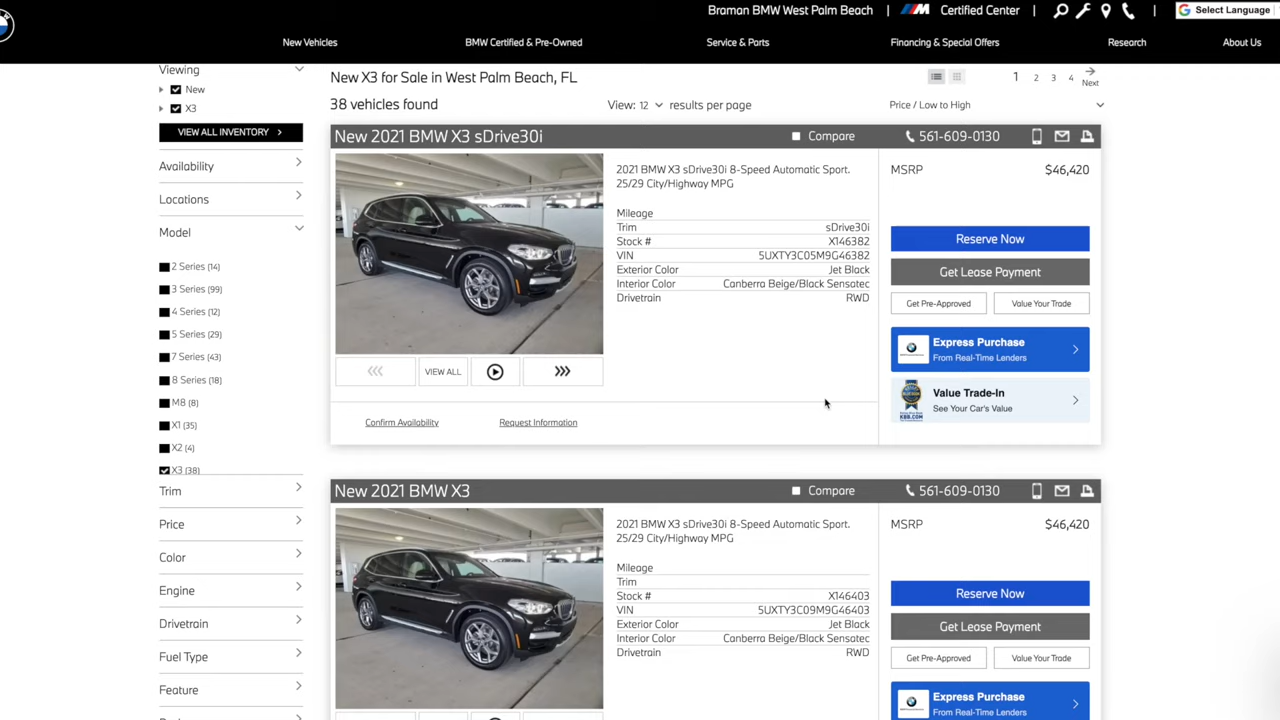 Braman BMW West Palm Beach
Certified Center
Select Language
New Vehicles
BMW Certified & Pre-Owned
Service & Parts
Financing & Special Offers
Research
About Us
Viewing
New
X3
VIEW ALL INVENTORY
Availability
Locations
Model
2 Series (14)
3 Series (99)
4 Series (12)
5 Series (29)
7 Series (43)
8 Series (18)
M8 (8)
X1 (35)
X2 (4)
X3 (38)
Trim
Price
Color
Engine
Drivetrain
Fuel Type
Feature
New X3 for Sale in West Palm Beach, FL
1 2 3 4 Next
38 vehicles found
View: 12 results per page
Price / Low to High
New 2021 BMW X3 sDrive30i
Compare
561-609-0130
2021 BMW X3 sDrive30i 8-Speed Automatic Sport.
25/29 City/Highway MPG
Mileage
Trim sDrive30i
Stock # X146382
VIN 5UXTY3C05M9G46382
Exterior Color Jet Black
Interior Color Canberra Beige/Black Sensatec
Drivetrain RWD
VIEW ALL
Confirm Availability
Request Information
MSRP $46,420
Reserve Now
Get Lease Payment
Get Pre-Approved
Value Your Trade
Express Purchase
From Real-Time Lenders
Value Trade-In
See Your Car's Value
New 2021 BMW X3
Compare
561-609-0130
2021 BMW X3 sDrive30i 8-Speed Automatic Sport.
25/29 City/Highway MPG
Mileage
Trim
Stock # X146403
VIN 5UXTY3C09M9G46403
Exterior Color Jet Black
Interior Color Canberra Beige/Black Sensatec
Drivetrain RWD
MSRP $46,420
Reserve Now
Get Lease Payment
Get Pre-Approved
Value Your Trade
Express Purchase
From Real-Time Lenders